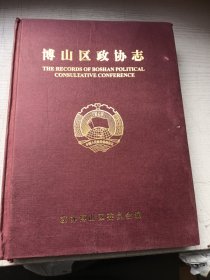 博山区政协志
THE RECORDS OF BOSHAN POLITICAL
CONSULTATIVE CONFERENCE